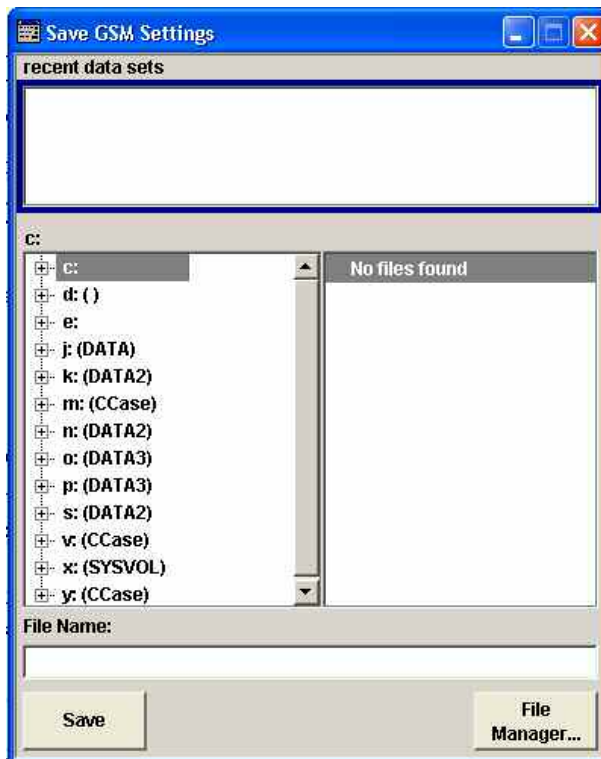 Save GSM Settings
recent data sets
c:
c:
d: ( )
e:
j: (DATA)
k: (DATA2)
m: (CCase)
n: (DATA2)
o: (DATA3)
p: (DATA3)
s: (DATA2)
v: (CCase)
x: (SYSVOL)
y: (CCase)
No files found
File Name:
Save
File
Manager...